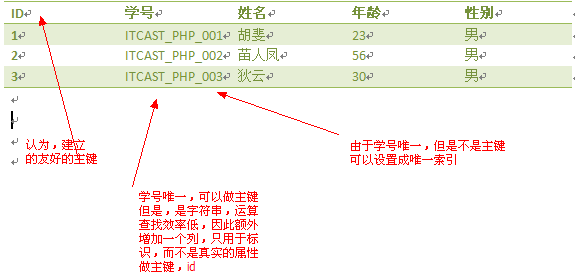 ID 学号 姓名 年龄 性别
1 ITCAST_PHP_001 胡斐 23 男
2 ITCAST_PHP_002 苗人凤 56 男
3 ITCAST_PHP_003 狄云 30 男
认为，建立
的友好的主键
由于学号唯一，但是不是主键
可以设置成唯一索引
学号唯一，可以做主键
但是，是字符串，运算
查找效率低，因此额外
增加一个列，只用于标
识，而不是真实的属性
做主键，id